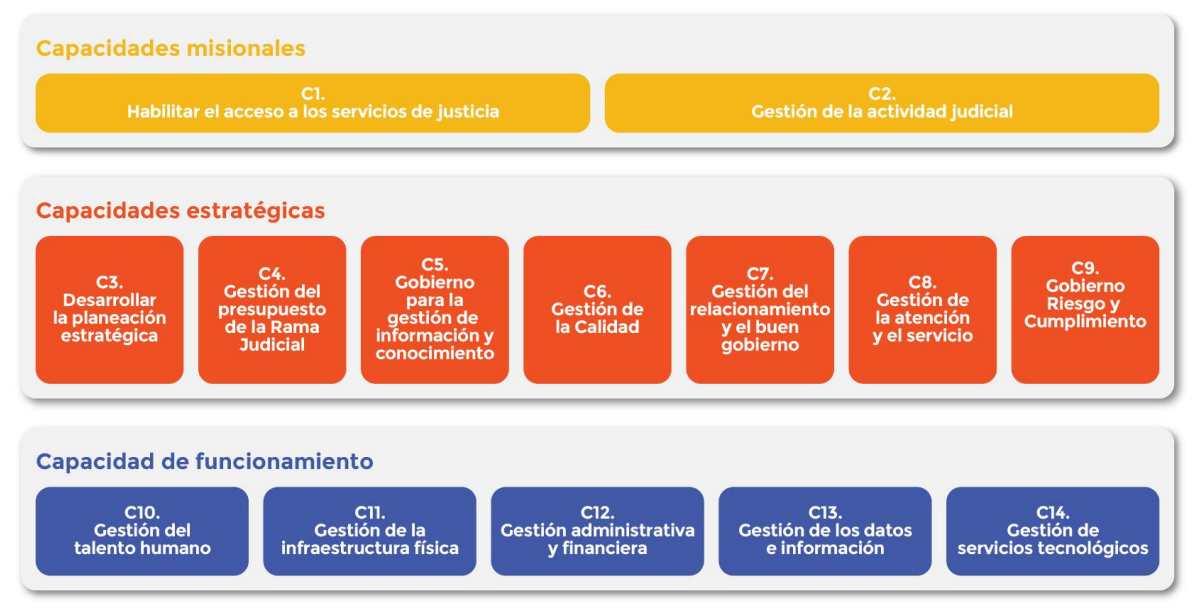 Capacidades misionales
C1.
Habilitar el acceso a los servicios de justicia
C2.
Gestión de la actividad judicial
Capacidades estratégicas
C3.
Desarrollar
la planeación
estratégica
C4.
Gestión del
presupuesto
de la Rama
Judicial
C5.
Gobierno
para la
gestión de
información y
conocimiento
C6.
Gestión de
la Calidad
C7.
Gestión del
relacionamiento
y el buen
gobierno
C8.
Gestión de
la atención
y el servicio
C9.
Gobierno
Riesgo y
Cumplimiento
Capacidad de funcionamiento
C10.
Gestión del
talento humano
C11.
Gestión de la
infraestructura física
C12.
Gestión administrativa
y financiera
C13.
Gestión de los datos
e información
C14.
Gestión de
servicios tecnológicos